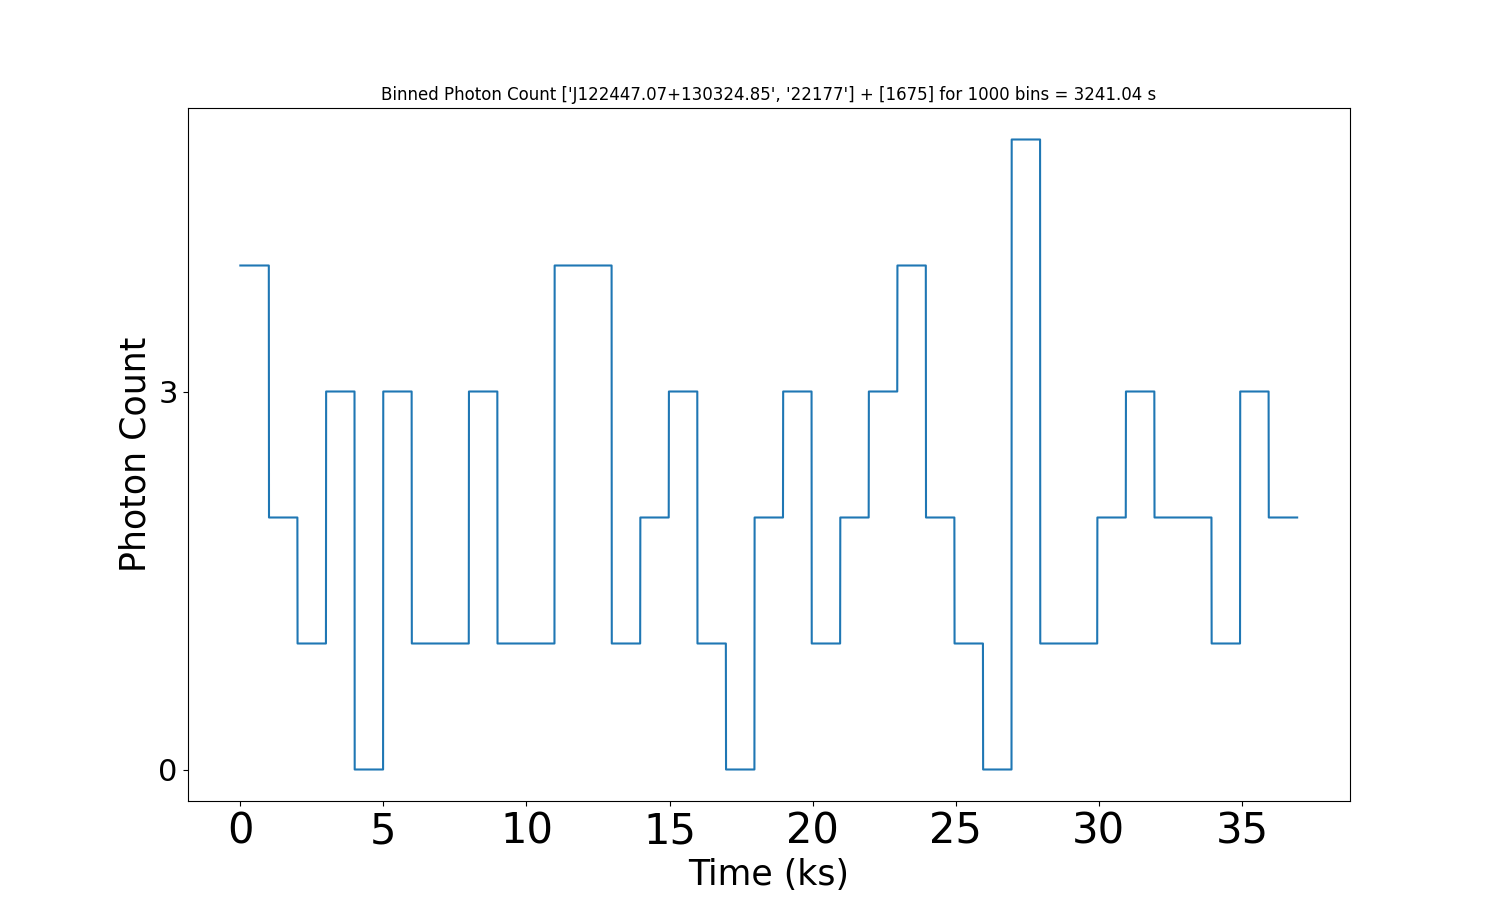 Binned Photon Count ['J122447.07+130324.85', '22177'] + [1675] for 1000 bins = 3241.04 s
Photon Count
3
0
0 5 10 15 20 25 30 35
Time (ks)